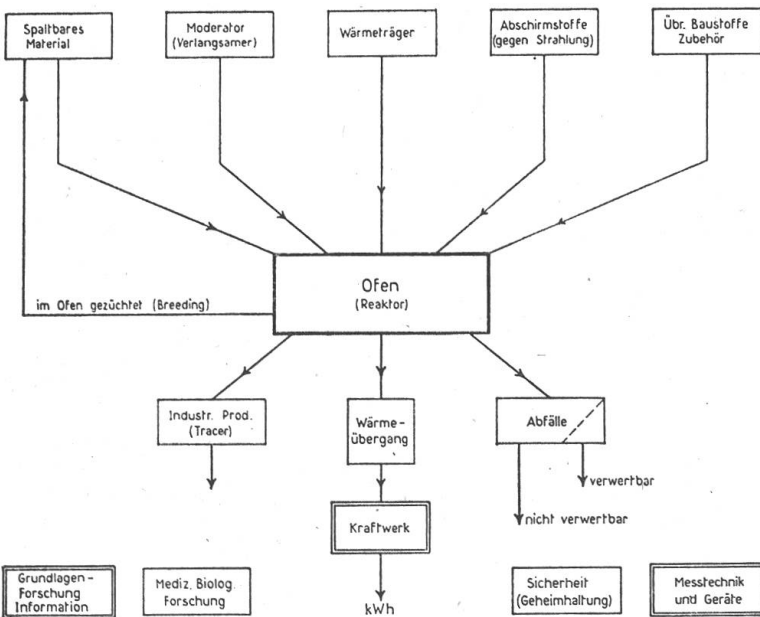 Spaltbares
Material
Moderator
(Verlangsamer)
Wärmeträger
Abschirmstoffe
(gegen Strahlung)
Übr. Baustoffe
Zubehör
Ofen
(Reaktor)
im Ofen gezüchtet (Breeding)
Industr. Prod.
(Tracer)
Wärme-
übergang
Abfälle
verwertbar
nicht verwertbar
Kraftwerk
Grundlagen-
Forschung
Information
Mediz. Biolog.
Forschung
kWh
Sicherheit
(Geheimhaltung)
Messtechnik
und Geräte